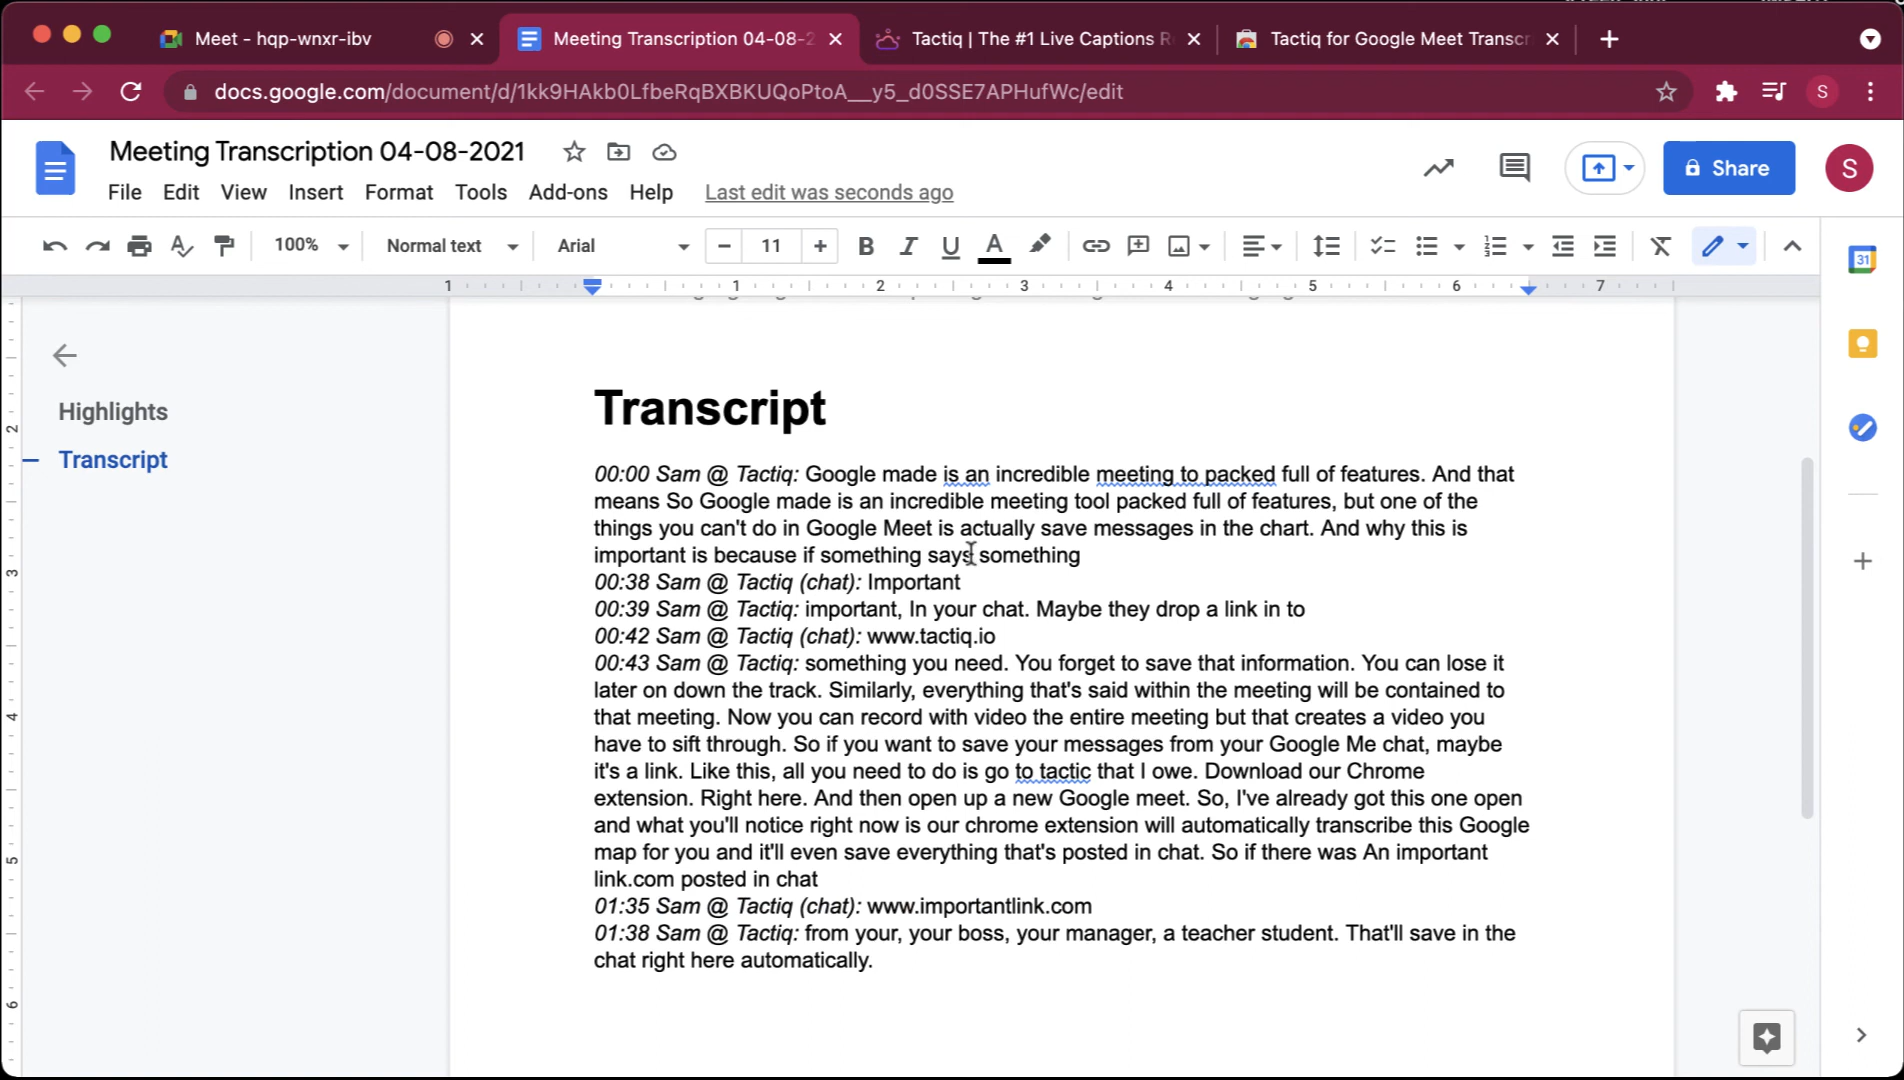 Meet - hqp-wnxr-ibv
Meeting Transcription 04-08-2
Tactiq | The #1 Live Captions R
Tactiq for Google Meet Transcr
docs.google.com/document/d/1kk9HAkb0LfbeRqBXBKUQoPtoA__y5_d0SSE7APHufWc/edit
S
Meeting Transcription 04-08-2021
File Edit View Insert Format Tools Add-ons Help Last edit was seconds ago
Share
S
100% Normal text Arial 11 B I U A
31
1 1 2 3 4 5 6 7
Highlights
Transcript
2
3
4
5
6
Transcript
00:00 Sam @ Tactiq: Google made is an incredible meeting to packed full of features. And that
means So Google made is an incredible meeting tool packed full of features, but one of the
things you can't do in Google Meet is actually save messages in the chart. And why this is
important is because if something says something
00:38 Sam @ Tactiq (chat): Important
00:39 Sam @ Tactiq: important, In your chat. Maybe they drop a link in to
00:42 Sam @ Tactiq (chat): www.tactiq.io
00:43 Sam @ Tactiq: something you need. You forget to save that information. You can lose it
later on down the track. Similarly, everything that's said within the meeting will be contained to
that meeting. Now you can record with video the entire meeting but that creates a video you
have to sift through. So if you want to save your messages from your Google Me chat, maybe
it's a link. Like this, all you need to do is go to tactic that I owe. Download our Chrome
extension. Right here. And then open up a new Google meet. So, I've already got this one open
and what you'll notice right now is our chrome extension will automatically transcribe this Google
map for you and it'll even save everything that's posted in chat. So if there was An important
link.com posted in chat
01:35 Sam @ Tactiq (chat): www.importantlink.com
01:38 Sam @ Tactiq: from your, your boss, your manager, a teacher student. That'll save in the
chat right here automatically.